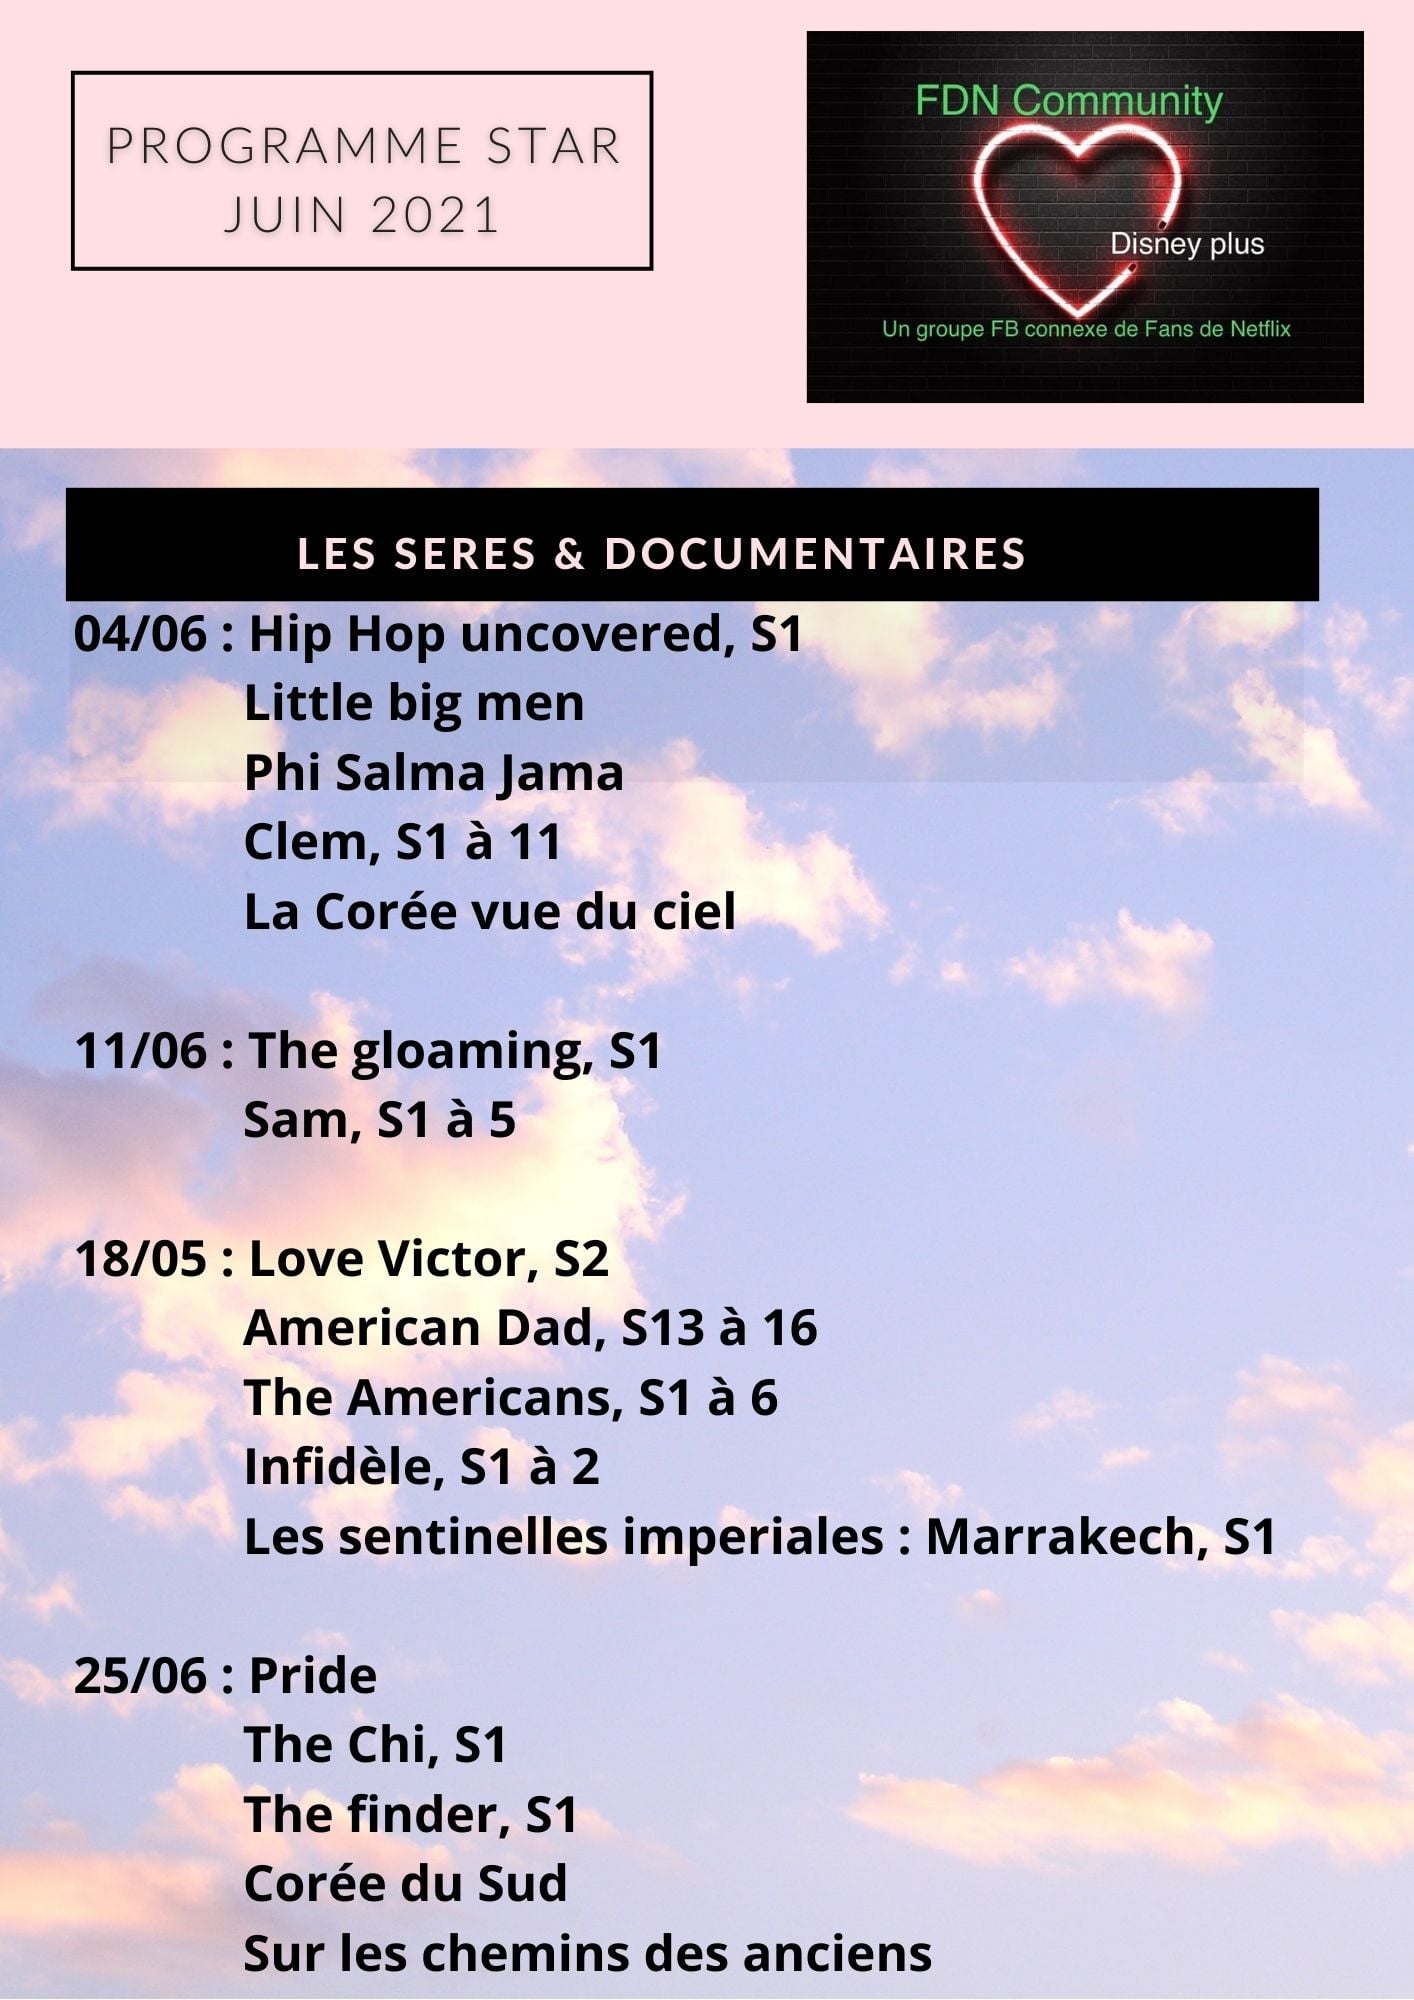 PROGRAMME STAR
JUIN 2021
FDN Community
Disney plus
Un groupe FB connexe de Fans de Netflix
LES SERES & DOCUMENTAIRES
04/06 : Hip Hop uncovered, S1
Little big men
Phi Salma Jama
Clem, S1 à 11
La Corée vue du ciel
11/06 : The gloaming, S1
Sam, S1 à 5
18/05 : Love Victor, S2
American Dad, S13 à 16
The Americans, S1 à 6
Infidèle, S1 à 2
Les sentinelles imperiales : Marrakech, S1
25/06 : Pride
The Chi, S1
The finder, S1
Corée du Sud
Sur les chemins des anciens